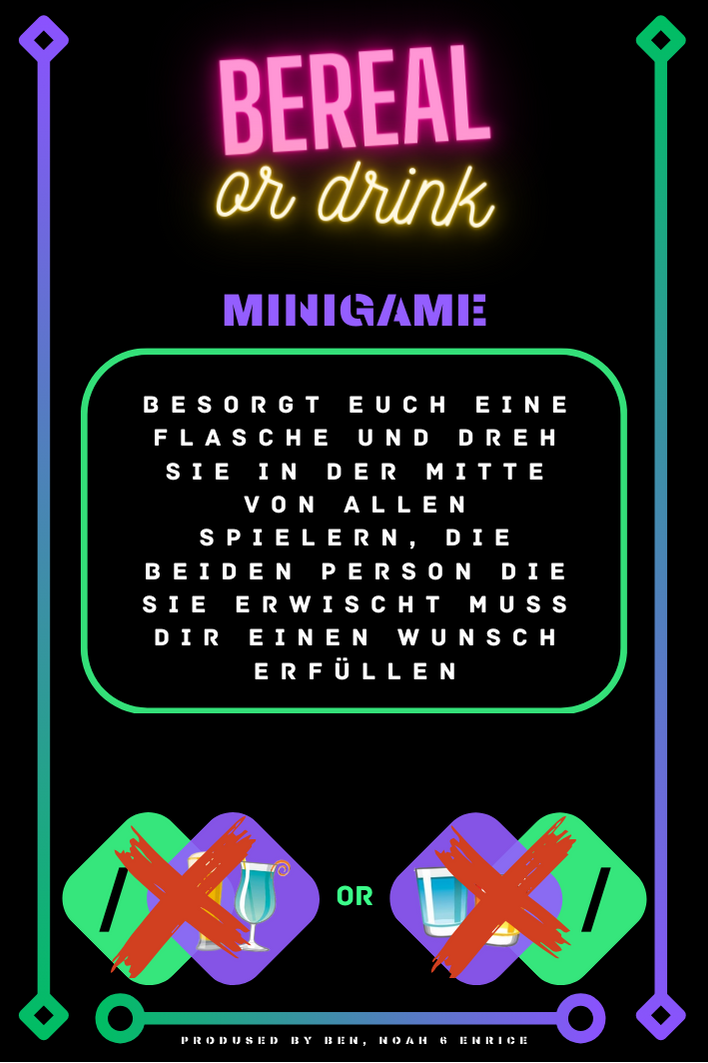 BEREAL
or drink
MINIGAME
BESORGT EUCH EINE
FLASCHE UND DREH
SIE IN DER MITTE
VON ALLEN
SPIELERN, DIE
BEIDEN PERSON DIE
SIE ERWISCHT MUSS
DIR EINEN WUNSCH
ERFÜLLEN
/ OR /
PRODUSED BY BEN, NOAH 6 ENRICE